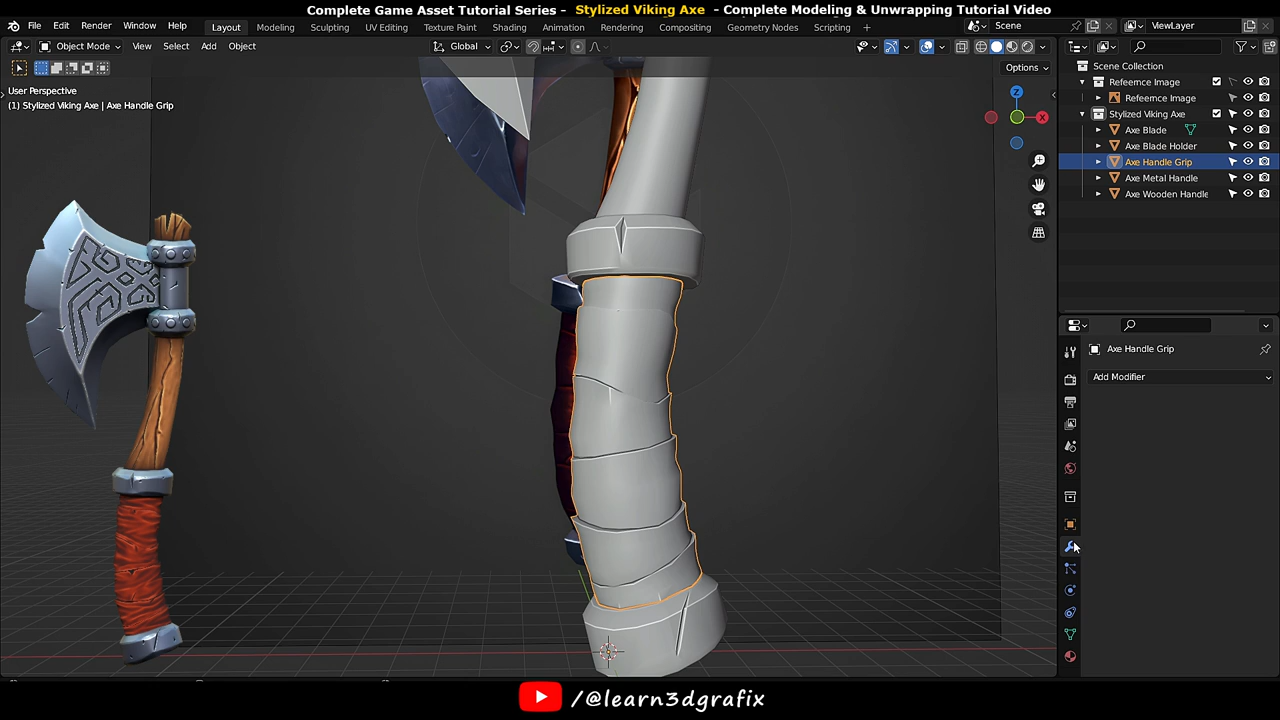 Complete Game Asset Tutorial Series - Stylized Viking Axe - Complete Modeling & Unwrapping Tutorial Video
File Edit Render Window Help Layout Modeling Sculpting UV Editing Texture Paint Shading Animation Rendering Compositing Geometry Nodes Scripting + Scene ViewLayer
Object Mode View Select Add Object Global
Options
User Perspective
(1) Stylized Viking Axe | Axe Handle Grip
Z
X
Scene Collection
Refeemce Image
Refeemce Image
Stylized Viking Axe
Axe Blade
Axe Blade Holder
Axe Handle Grip
Axe Metal Handle
Axe Wooden Handle
Axe Handle Grip
Add Modifier
/@learn3dgrafix